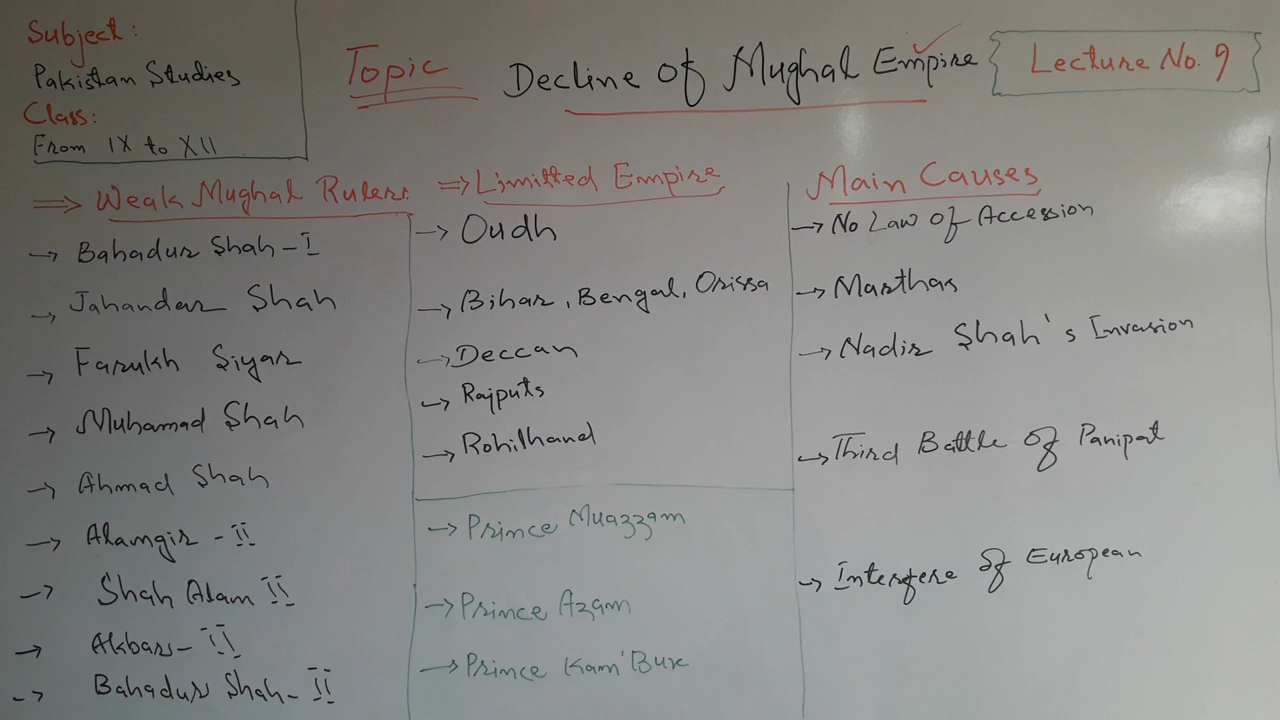 Subject:
Pakistan Studies
Class:
From IX to XII
Topic Decline of Mughal Empire
Lecture No. 9
⇒ Weak Mughal Rulers:
→ Bahadur Shah-I
→ Jahandar Shah
→ Farukh Siyar
→ Muhamad Shah
→ Ahmad Shah
→ Alamgir - II
→ Shah Alam II
→ Akbar - II
→ Bahadur Shah - II
⇒ Limitted Empire
→ Oudh
→ Bihar, Bengal, Orissa
→ Deccan
→ Rajputs
→ Rohilhand
→ Prince Muazzam
→ Prince Azam
→ Prince Kam'Bux
Main Causes
→ No Law of Accession
→ Marthas
→ Nadir Shah's Invasion
→ Third Battle of Panipat
→ Interfere of European